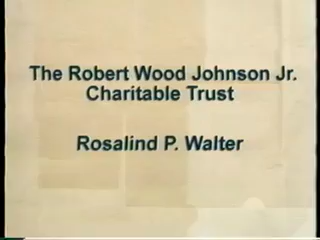 The Robert Wood Johnson Jr.
Charitable Trust
Rosalind P. Walter